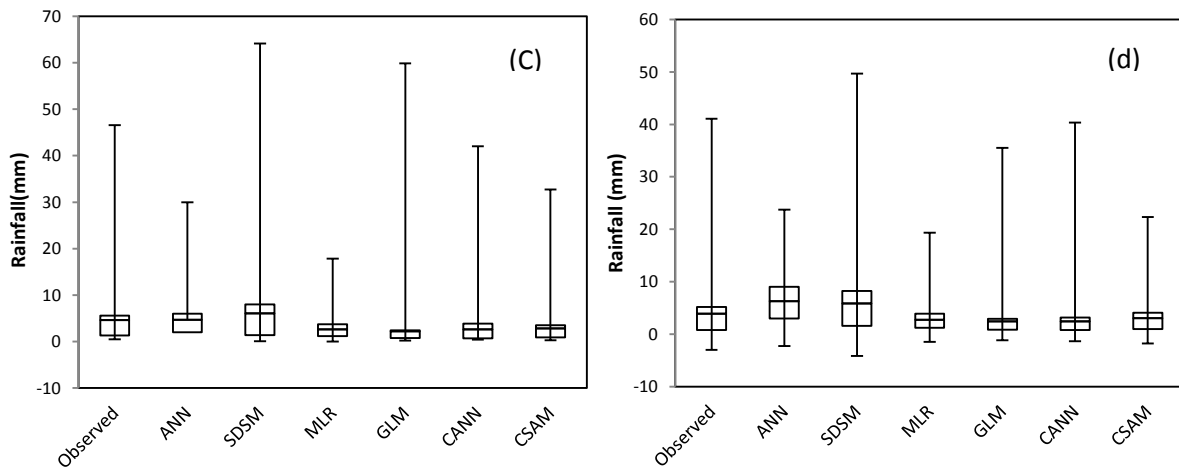 70
60
50
40
30
20
10
0
-10
Rainfall(mm)
(C)
Observed
ANN
SDSM
MLR
GLM
CANN
CSAM
60
50
40
30
20
10
0
-10
Rainfall (mm)
(d)
Observed
ANN
SDSM
MLR
GLM
CANN
CSAM